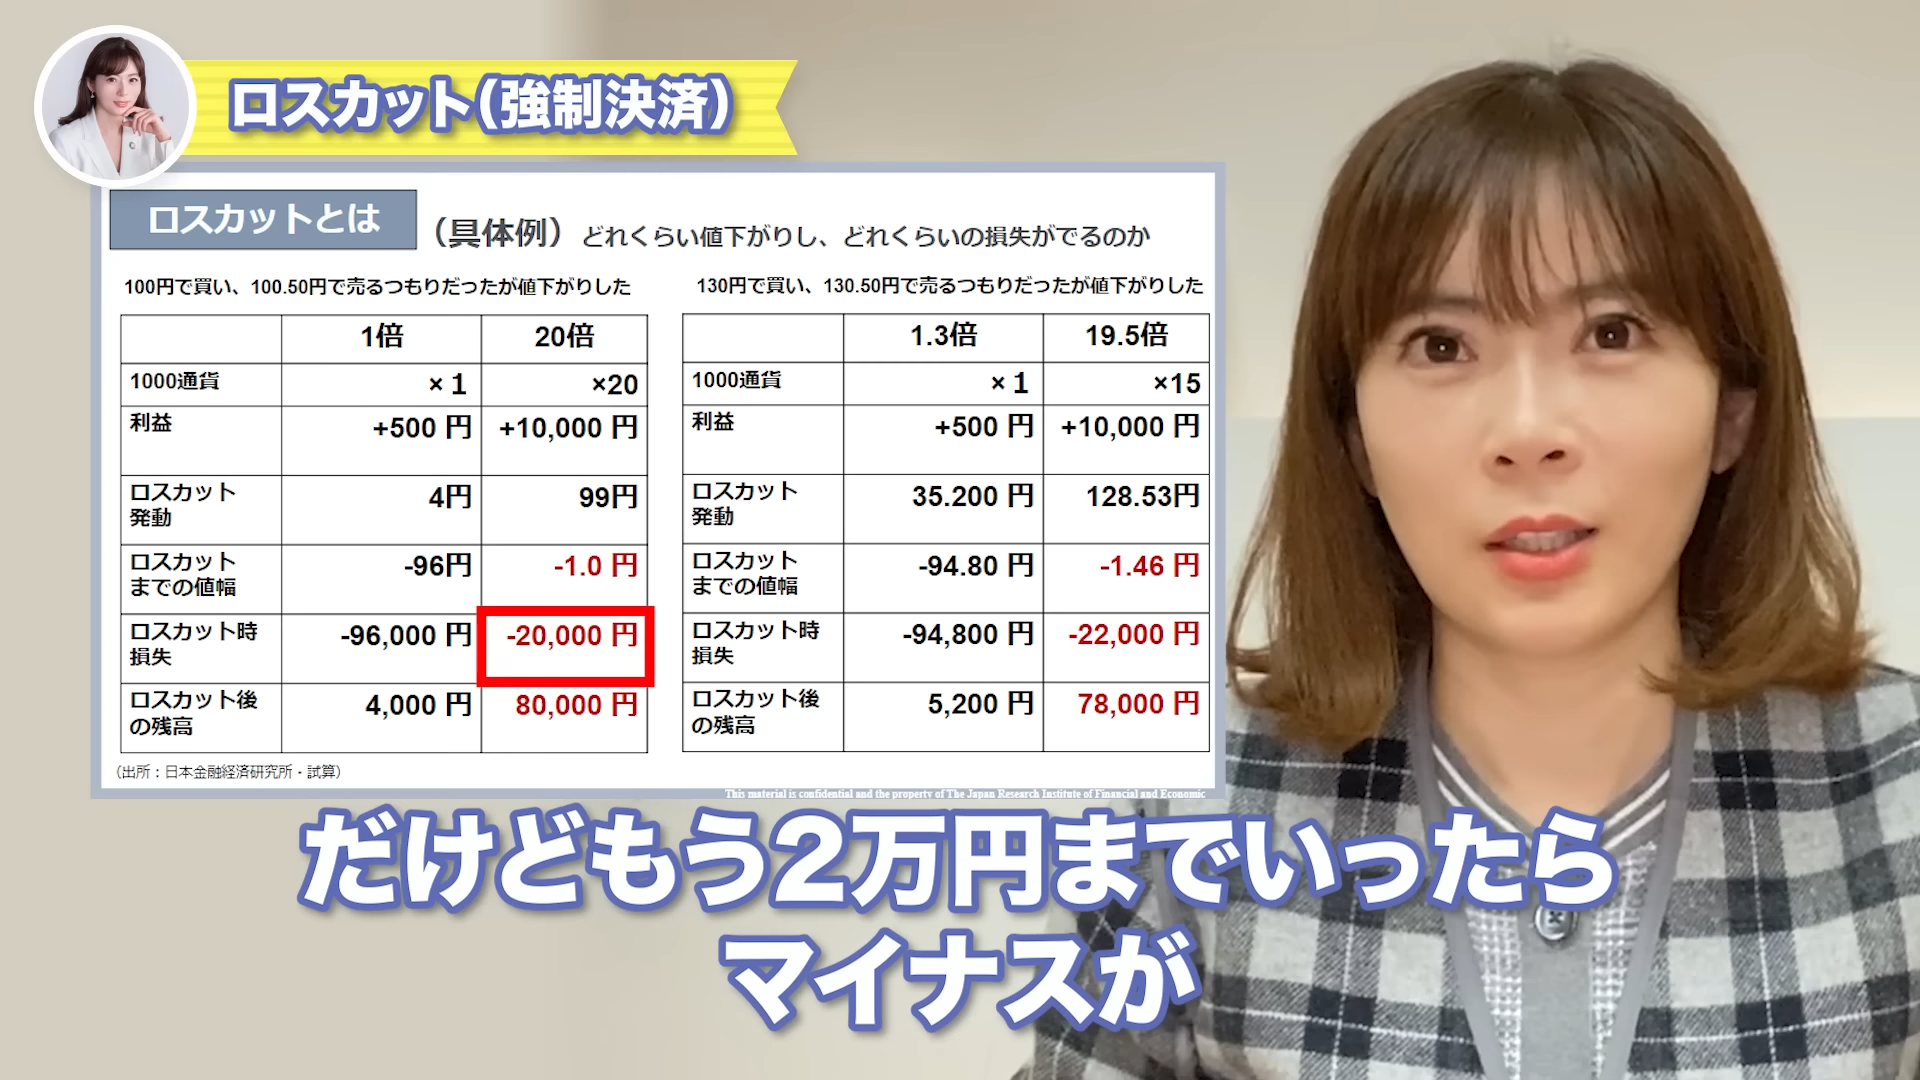 ロスカット(強制決済)
ロスカットとは
（具体例）どれくらい値下がりし、どれくらいの損失がでるのか
100円で買い、100.50円で売るつもりだったが値下がりした
1倍 20倍
1000通貨 ×1 ×20
利益 +500 円 +10,000 円
ロスカット
発動 4円 99円
ロスカット
までの値幅 -96円 -1.0 円
ロスカット時
損失 -96,000 円 -20,000 円
ロスカット後
の残高 4,000 円 80,000 円
（出所：日本金融経済研究所・試算）
130円で買い、130.50円で売るつもりだったが値下がりした
1.3倍 19.5倍
1000通貨 ×1 ×15
利益 +500 円 +10,000 円
ロスカット
発動 35.200 円 128.53円
ロスカット
までの値幅 -94.80 円 -1.46 円
ロスカット時
損失 -94,800 円 -22,000 円
ロスカット後
の残高 5,200 円 78,000 円
This material is confidential and the property of The Japan Research Institute of Financial and Economic
だけどもう2万円までいったら
マイナスが